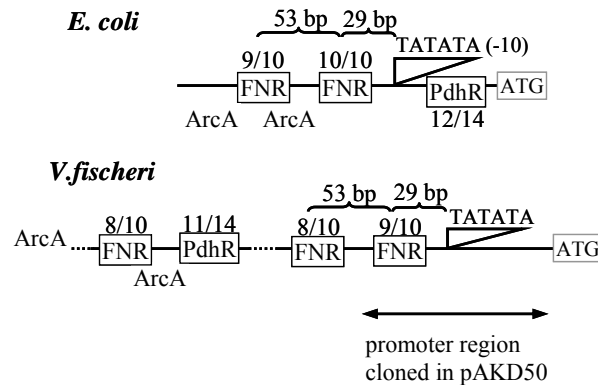 E. coli
53 bp 29 bp
TATATA (-10)
9/10 10/10
FNR FNR PdhR ATG
ArcA ArcA 12/14
V.fischeri
53 bp 29 bp
TATATA
8/10 11/14 8/10 9/10
ArcA FNR PdhR FNR FNR ATG
ArcA
promoter region
cloned in pAKD50